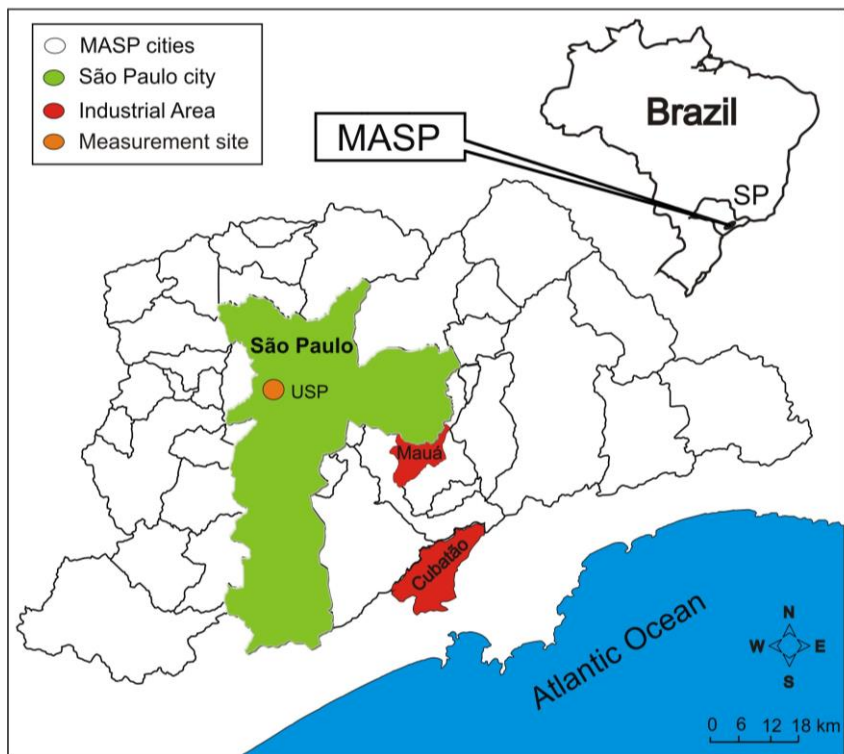 MASP cities
São Paulo city
Industrial Area
Measurement site
Brazil
MASP
SP
São Paulo
USP
Mauá
Cubatão
Atlantic Ocean
N
W E
S
0 6 12 18 km